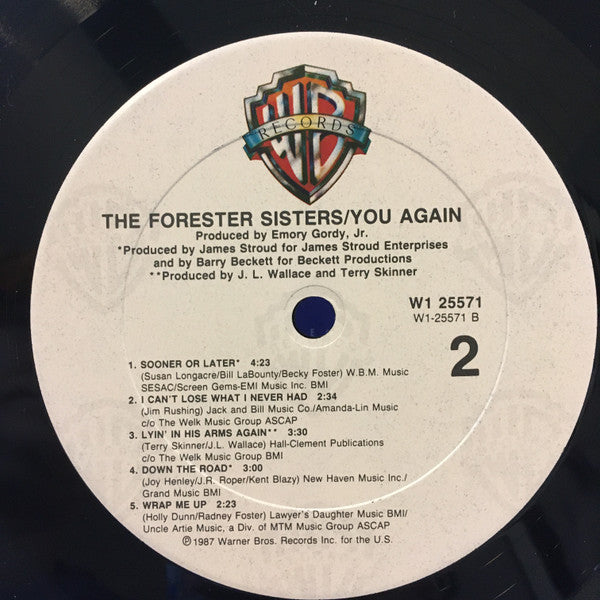 WB
RECORDS
THE FORESTER SISTERS/YOU AGAIN
Produced by Emory Gordy, Jr.
*Produced by James Stroud for James Stroud Enterprises
and by Barry Beckett for Beckett Productions
**Produced by J. L. Wallace and Terry Skinner
W1 25571
W1-25571 B
2
1. SOONER OR LATER* 4:23
(Susan Longacre/Bill LaBounty/Becky Foster) W.B.M. Music
SESAC/Screen Gems-EMI Music Inc. BMI
2. I CAN'T LOSE WHAT I NEVER HAD 2:34
(Jim Rushing) Jack and Bill Music Co./Amanda-Lin Music
c/o The Welk Music Group ASCAP
3. LYIN' IN HIS ARMS AGAIN** 3:30
(Terry Skinner/J.L. Wallace) Hall-Clement Publications
c/o The Welk Music Group BMI
4. DOWN THE ROAD* 3:00
(Joy Henley/J.R. Roper/Kent Blazy) New Haven Music Inc./
Grand Music BMI
5. WRAP ME UP 2:23
(Holly Dunn/Radney Foster) Lawyer's Daughter Music BMI/
Uncle Artie Music, a Div. of MTM Music Group ASCAP
℗©1987 Warner Bros. Records Inc. for the U.S.